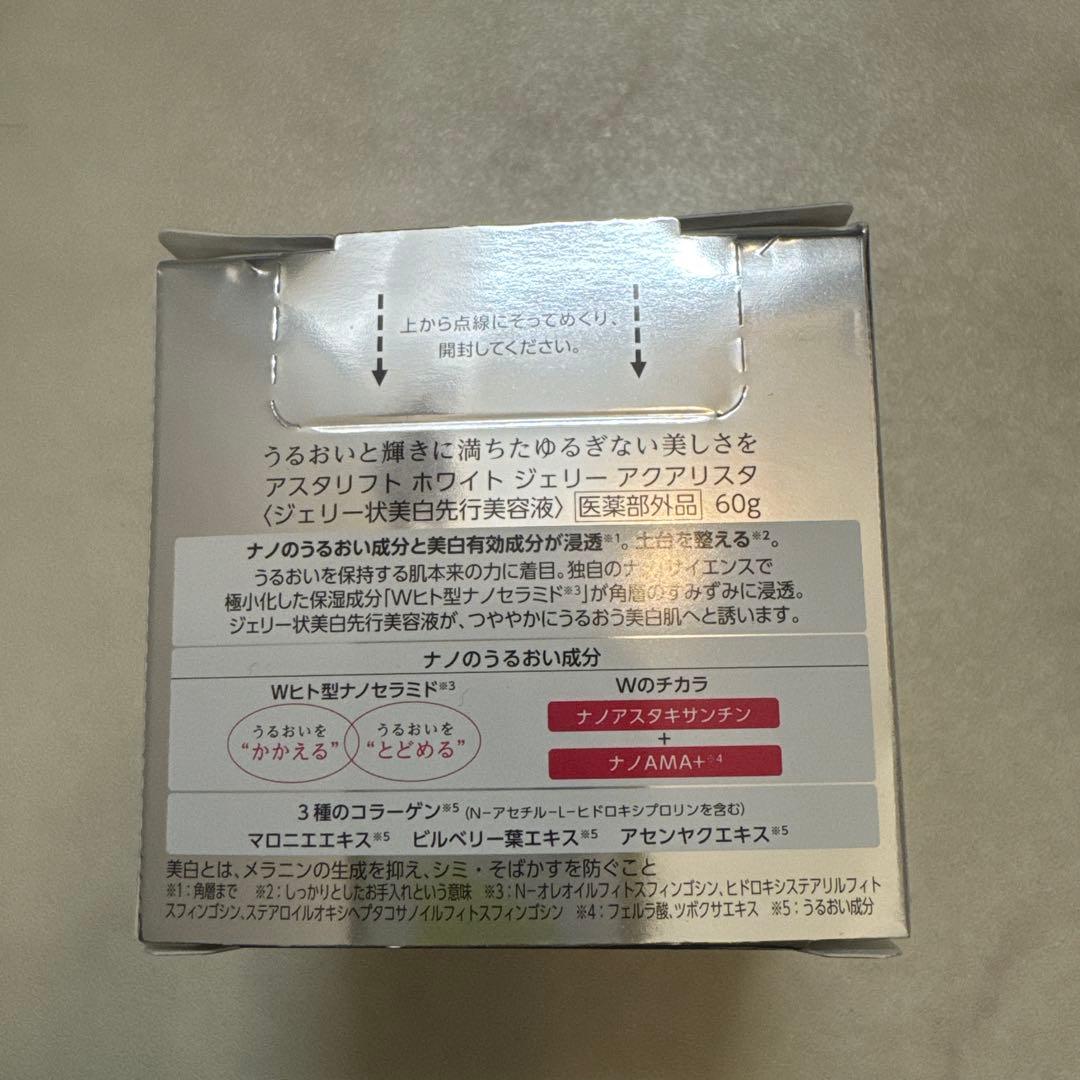 上から点線にそってめくり、
開封してください。
うるおいと輝きに満ちたゆるぎない美しさを
アスタリフト ホワイト ジェリー アクアリスタ
〈ジェリー状美白先行美容液〉 医薬部外品 60g
ナノのうるおい成分と美白有効成分が浸透※1。土台を整える※2。
うるおいを保持する肌本来の力に着目。独自のナノサイエンスで
極小化した保湿成分「Wヒト型ナノセラミド※3」が角層のすみずみに浸透。
ジェリー状美白先行美容液が、つややかにうるおう美白肌へと誘います。
ナノのうるおい成分
Wヒト型ナノセラミド※3
うるおいを
“かかえる”
うるおいを
“とどめる”
Wのチカラ
ナノアスタキサンチン
+
ナノAMA+※4
3種のコラーゲン※5 (N-アセチル-L-ヒドロキシプロリンを含む)
マロニエエキス※5 ビルベリー葉エキス※5 アセンヤクエキス※5
美白とは、メラニンの生成を抑え、シミ・そばかすを防ぐこと
※1：角層まで ※2：しっかりとしたお手入れという意味 ※3：N-オレオイルフィトスフィンゴシン、ヒドロキシステアリルフィト
スフィンゴシン、ステアロイルオキシヘプタコサノイルフィトスフィンゴシン ※4：フェルラ酸、ツボクサエキス ※5：うるおい成分